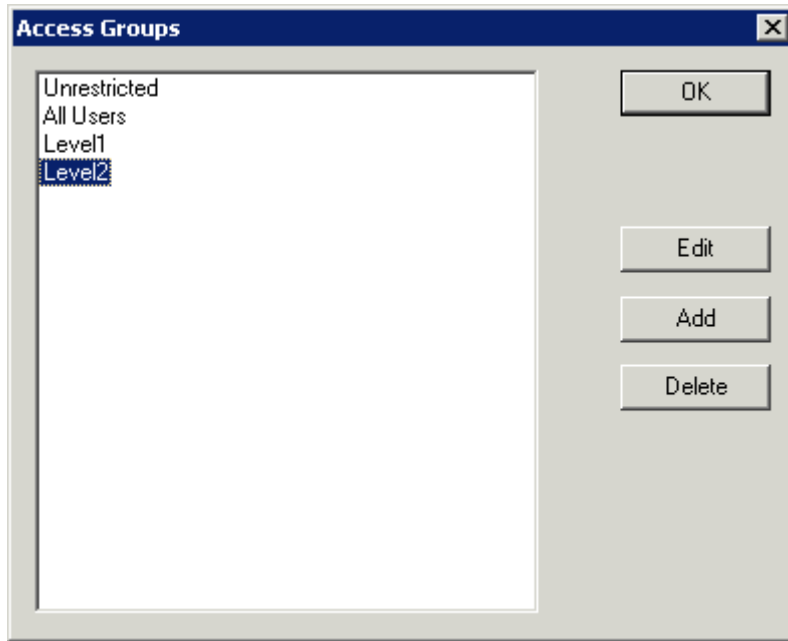 Access Groups
Unrestricted
All Users
Level1
Level2
OK
Edit
Add
Delete